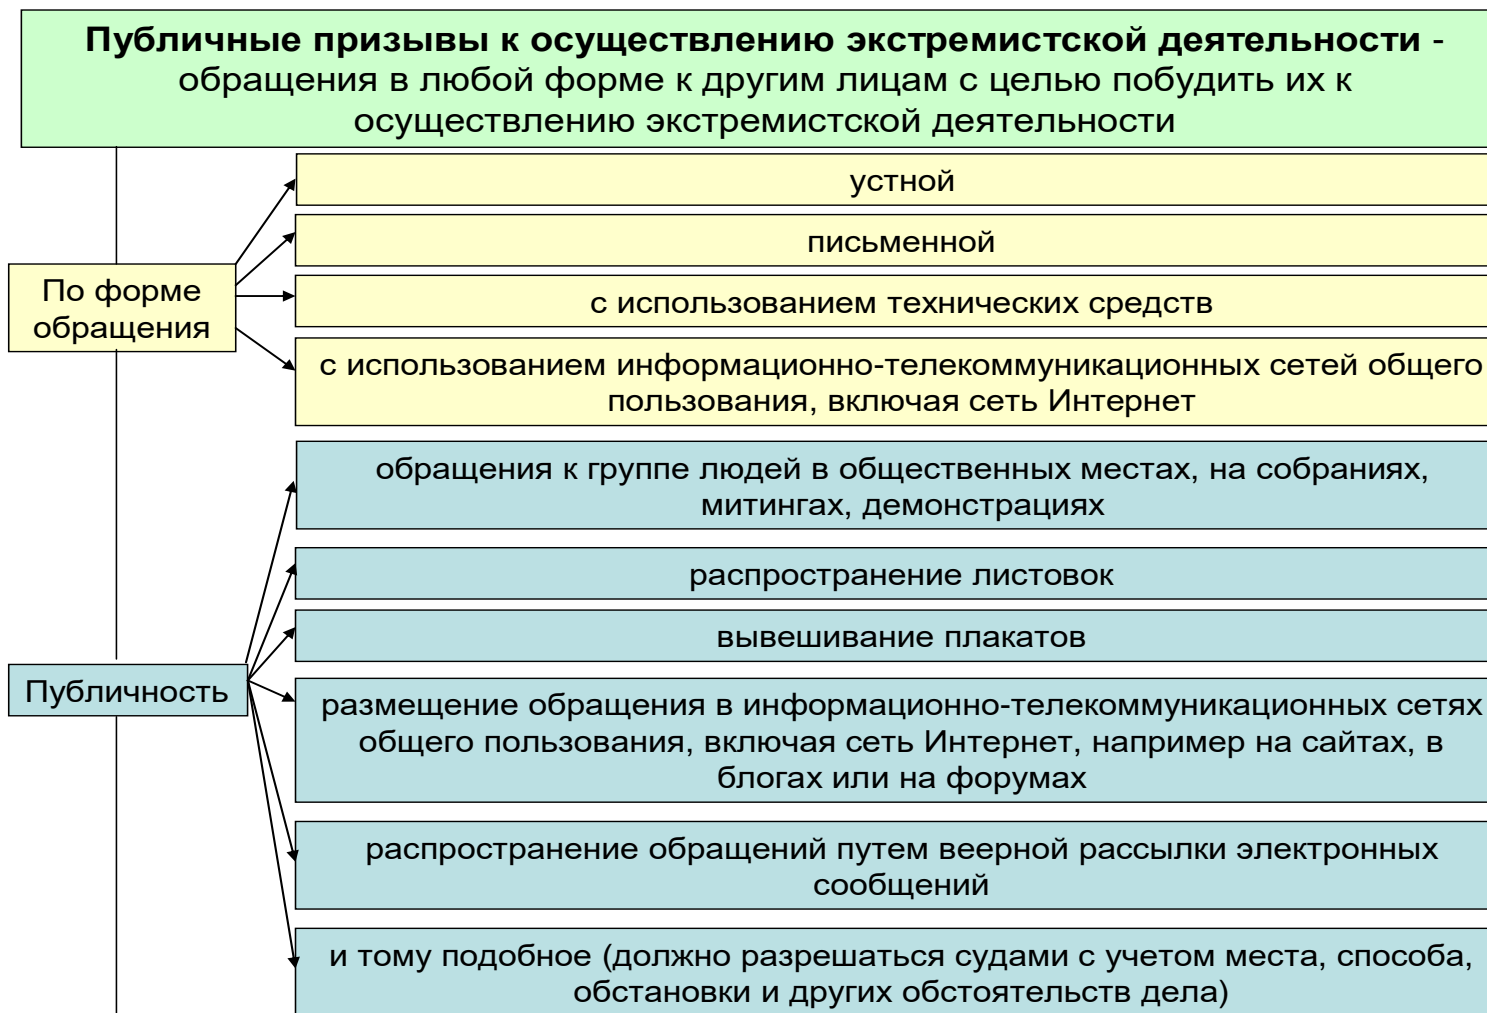 Публичные призывы к осуществлению экстремистской деятельности -
обращения в любой форме к другим лицам с целью побудить их к
осуществлению экстремистской деятельности
По форме
обращения
устной
письменной
с использованием технических средств
с использованием информационно-телекоммуникационных сетей общего
пользования, включая сеть Интернет
Публичность
обращения к группе людей в общественных местах, на собраниях,
митингах, демонстрациях
распространение листовок
вывешивание плакатов
размещение обращения в информационно-телекоммуникационных сетях
общего пользования, включая сеть Интернет, например на сайтах, в
блогах или на форумах
распространение обращений путем веерной рассылки электронных
сообщений
и тому подобное (должно разрешаться судами с учетом места, способа,
обстановки и других обстоятельств дела)